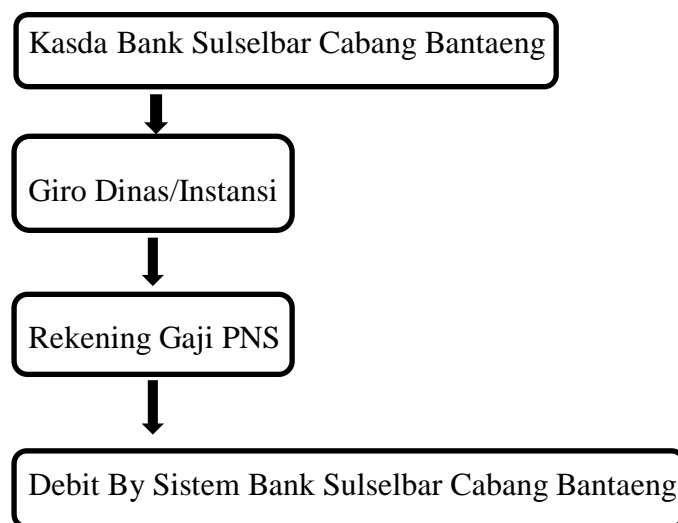 Kasda Bank Sulselbar Cabang Bantaeng
Giro Dinas/Instansi
Rekening Gaji PNS
Debit By Sistem Bank Sulselbar Cabang Bantaeng